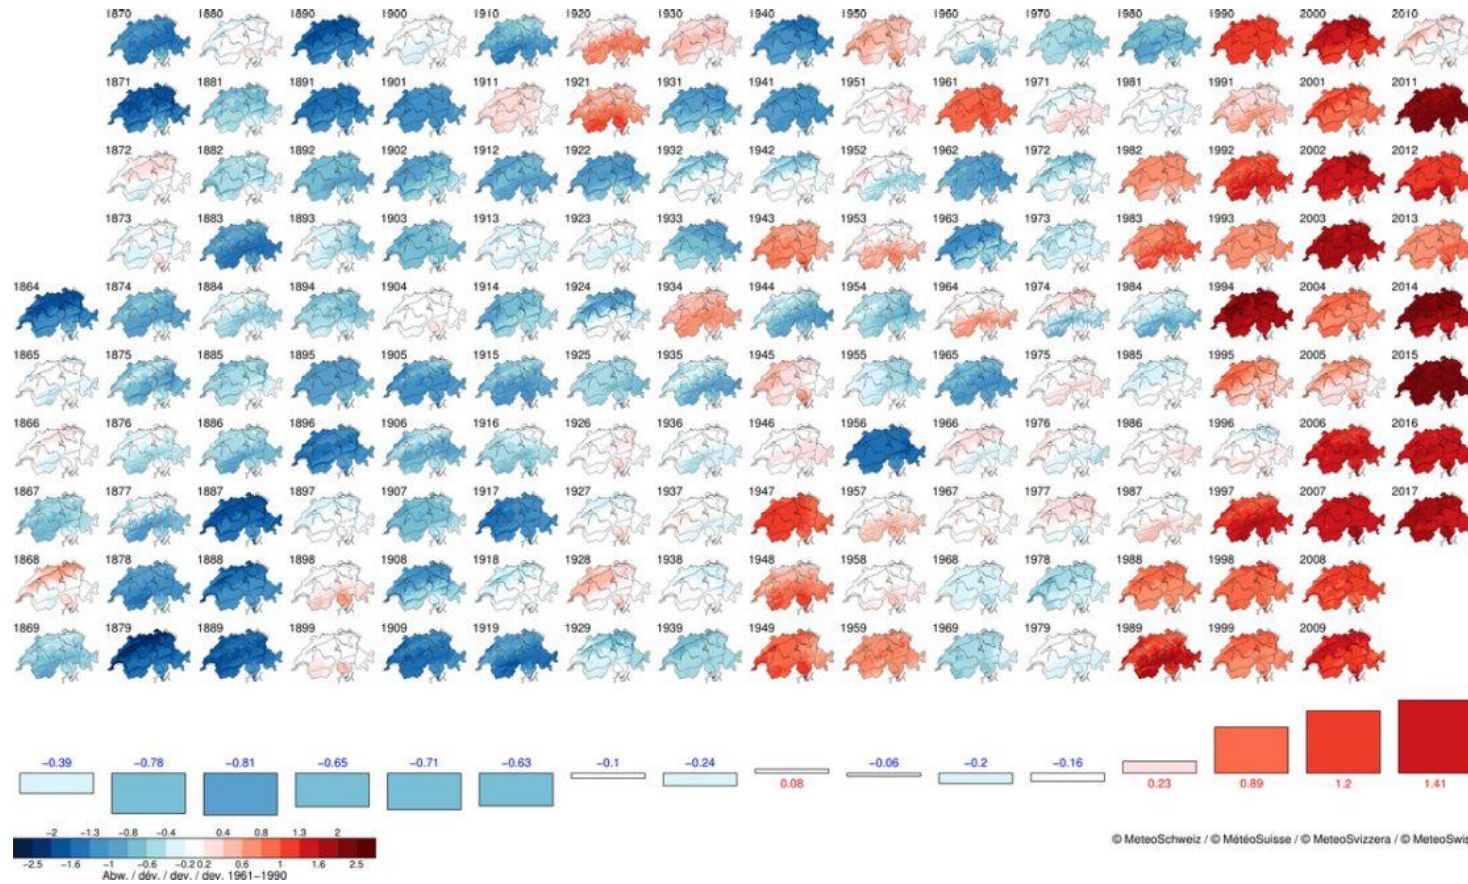 1870 1880 1890 1900 1910 1920 1930 1940 1950 1960 1970 1980 1990 2000 2010
1871 1881 1891 1901 1911 1921 1931 1941 1951 1961 1971 1981 1991 2001 2011
1872 1882 1892 1902 1912 1922 1932 1942 1952 1962 1972 1982 1992 2002 2012
1873 1883 1893 1903 1913 1923 1933 1943 1953 1963 1973 1983 1993 2003 2013
1864 1874 1884 1894 1904 1914 1924 1934 1944 1954 1964 1974 1984 1994 2004 2014
1865 1875 1885 1895 1905 1915 1925 1935 1945 1955 1965 1975 1985 1995 2005 2015
1866 1876 1886 1896 1906 1916 1926 1936 1946 1956 1966 1976 1986 1996 2006 2016
1867 1877 1887 1897 1907 1917 1927 1937 1947 1957 1967 1977 1987 1997 2007 2017
1868 1878 1888 1898 1908 1918 1928 1938 1948 1958 1968 1978 1988 1998 2008
1869 1879 1889 1899 1909 1919 1929 1939 1949 1959 1969 1979 1989 1999 2009
−0.39 −0.78 −0.81 −0.65 −0.71 −0.63 −0.1 −0.24 0.08 −0.06 −0.2 −0.16 0.23 0.89 1.2 1.41
−2 −1.3 −0.8 −0.4 0.4 0.8 1.3 2
−2.5 −1.6 −1 −0.6 −0.2 0.2 0.6 1 1.6 2.5
Abw. / dév. / dev. / dev. 1961−1990
© MeteoSchweiz / © MétéoSuisse / © MeteoSvizzera / © MeteoSwis